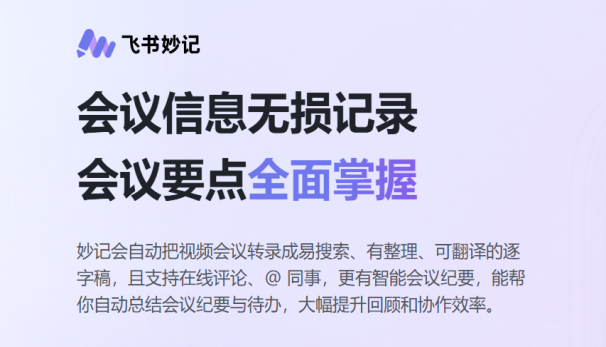 飞书妙记
会议信息无损记录
会议要点全面掌握
妙记会自动把视频会议转录成易搜索、有整理、可翻译的逐
字稿，且支持在线评论、@ 同事，更有智能会议纪要，能帮
你自动总结会议纪要与待办，大幅提升回顾和协作效率。